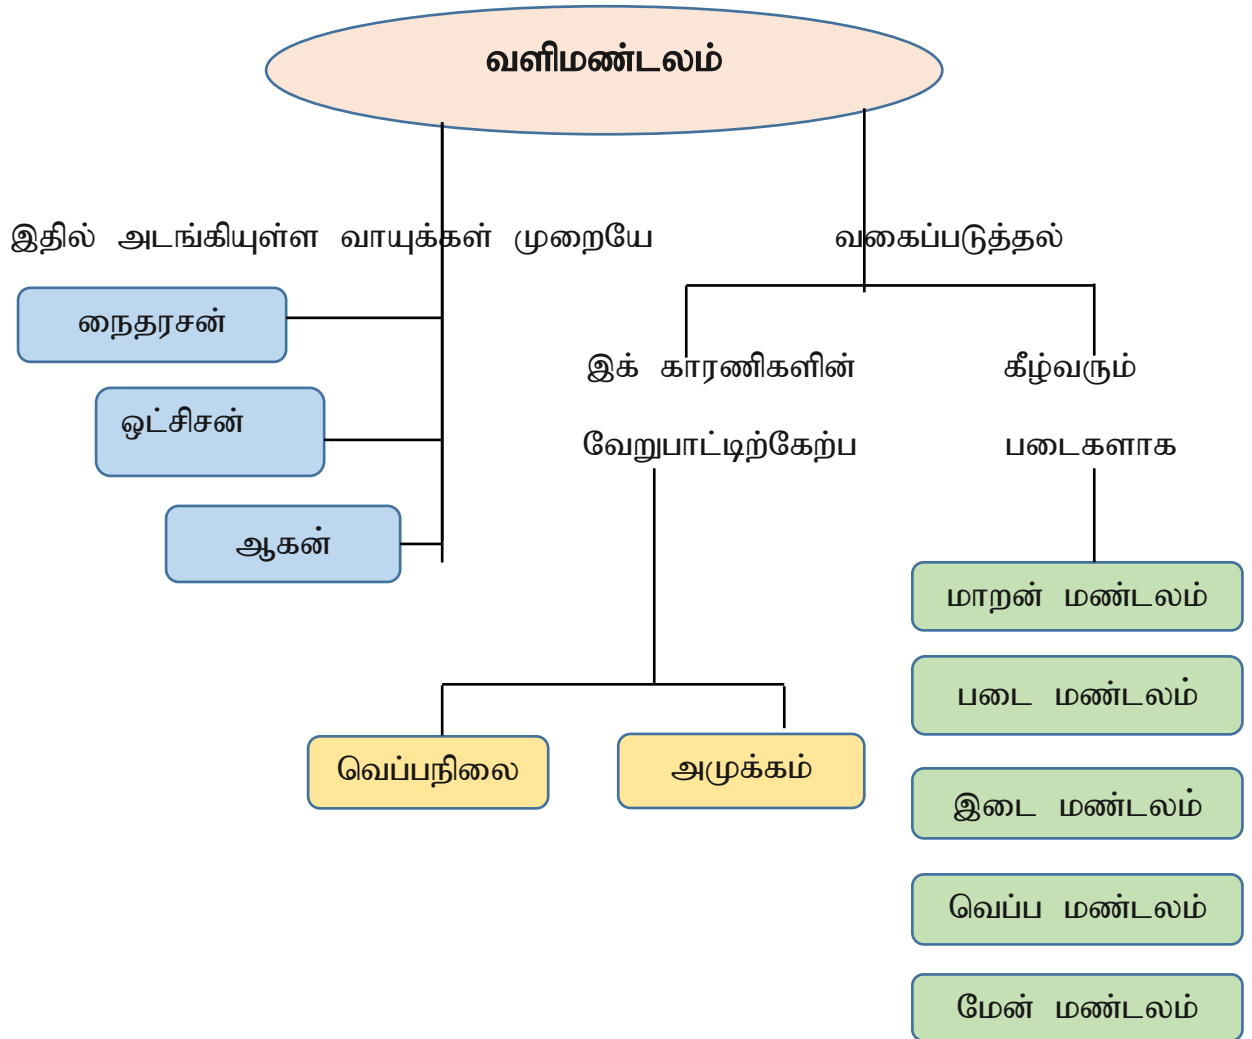 வளிமண்டலம்
இதில் அடங்கியுள்ள வாயுக்கள் முறையே
நைதரசன்
ஒட்சிசன்
ஆகன்
வகைப்படுத்தல்
இக் காரணிகளின்
வேறுபாட்டிற்கேற்ப
வெப்பநிலை
அமுக்கம்
கீழ்வரும்
படைகளாக
மாறன் மண்டலம்
படை மண்டலம்
இடை மண்டலம்
வெப்ப மண்டலம்
மேன் மண்டலம்